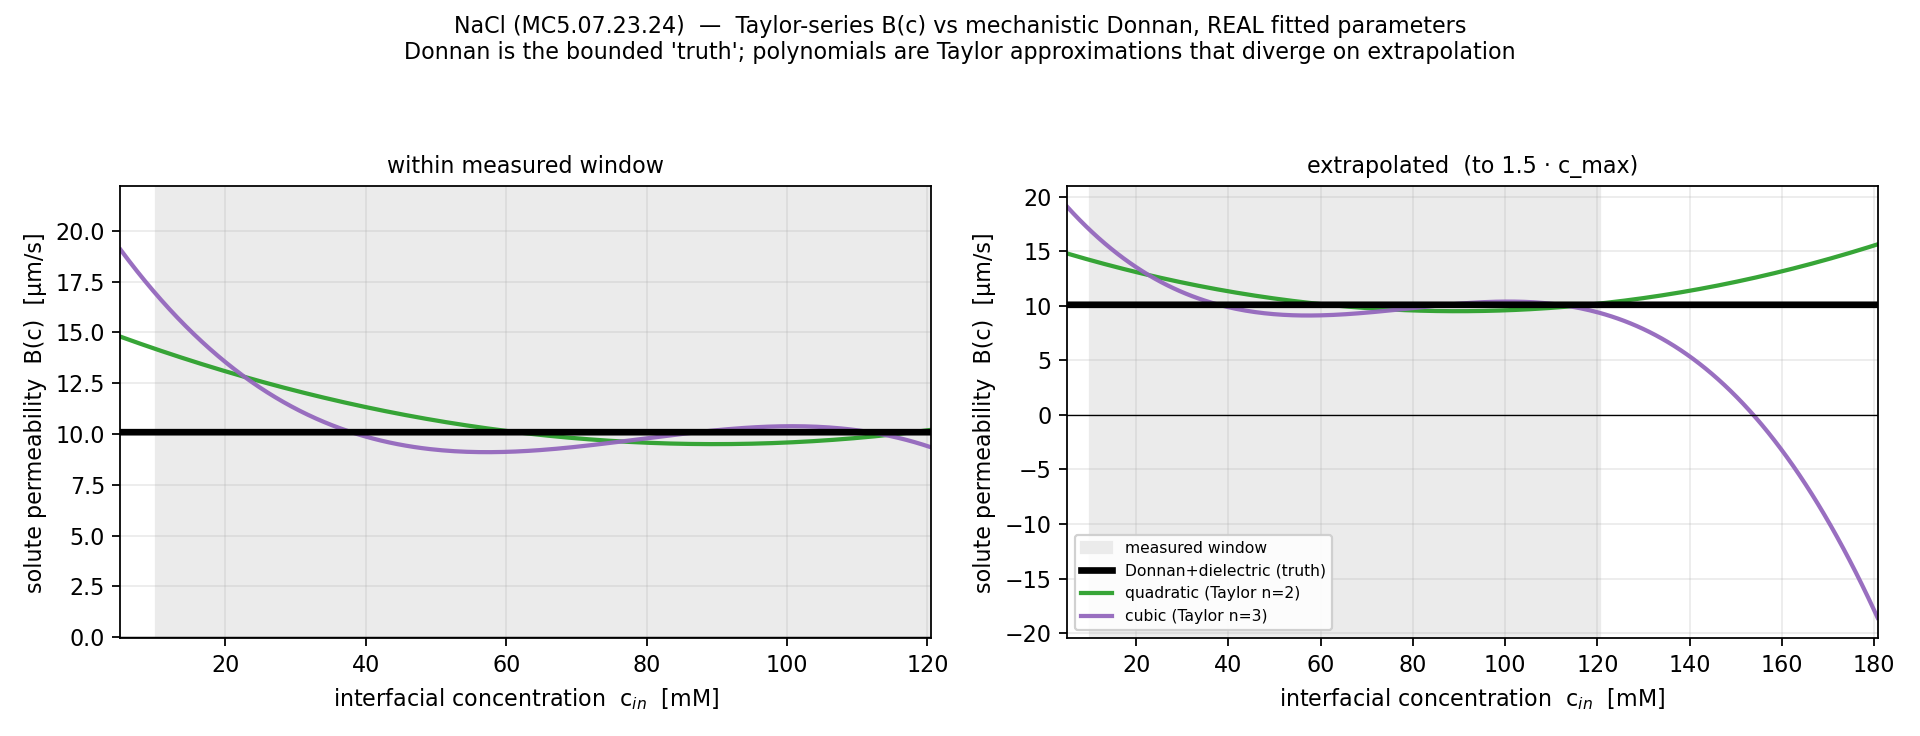 NaCl (MC5.07.23.24)  —  Taylor-series B(c) vs mechanistic Donnan, REAL fitted parameters
Donnan is the bounded 'truth'; polynomials are Taylor approximations that diverge on extrapolation
within measured window
solute permeability  B(c)  [µm/s]
20.0
17.5
15.0
12.5
10.0
7.5
5.0
2.5
0.0
20
40
60
80
100
120
interfacial concentration  c_in  [mM]
extrapolated  (to 1.5 · c_max)
solute permeability  B(c)  [µm/s]
20
15
10
5
0
−5
−10
−15
−20
measured window
Donnan+dielectric (truth)
quadratic (Taylor n=2)
cubic (Taylor n=3)
20
40
60
80
100
120
140
160
180
interfacial concentration  c_in  [mM]